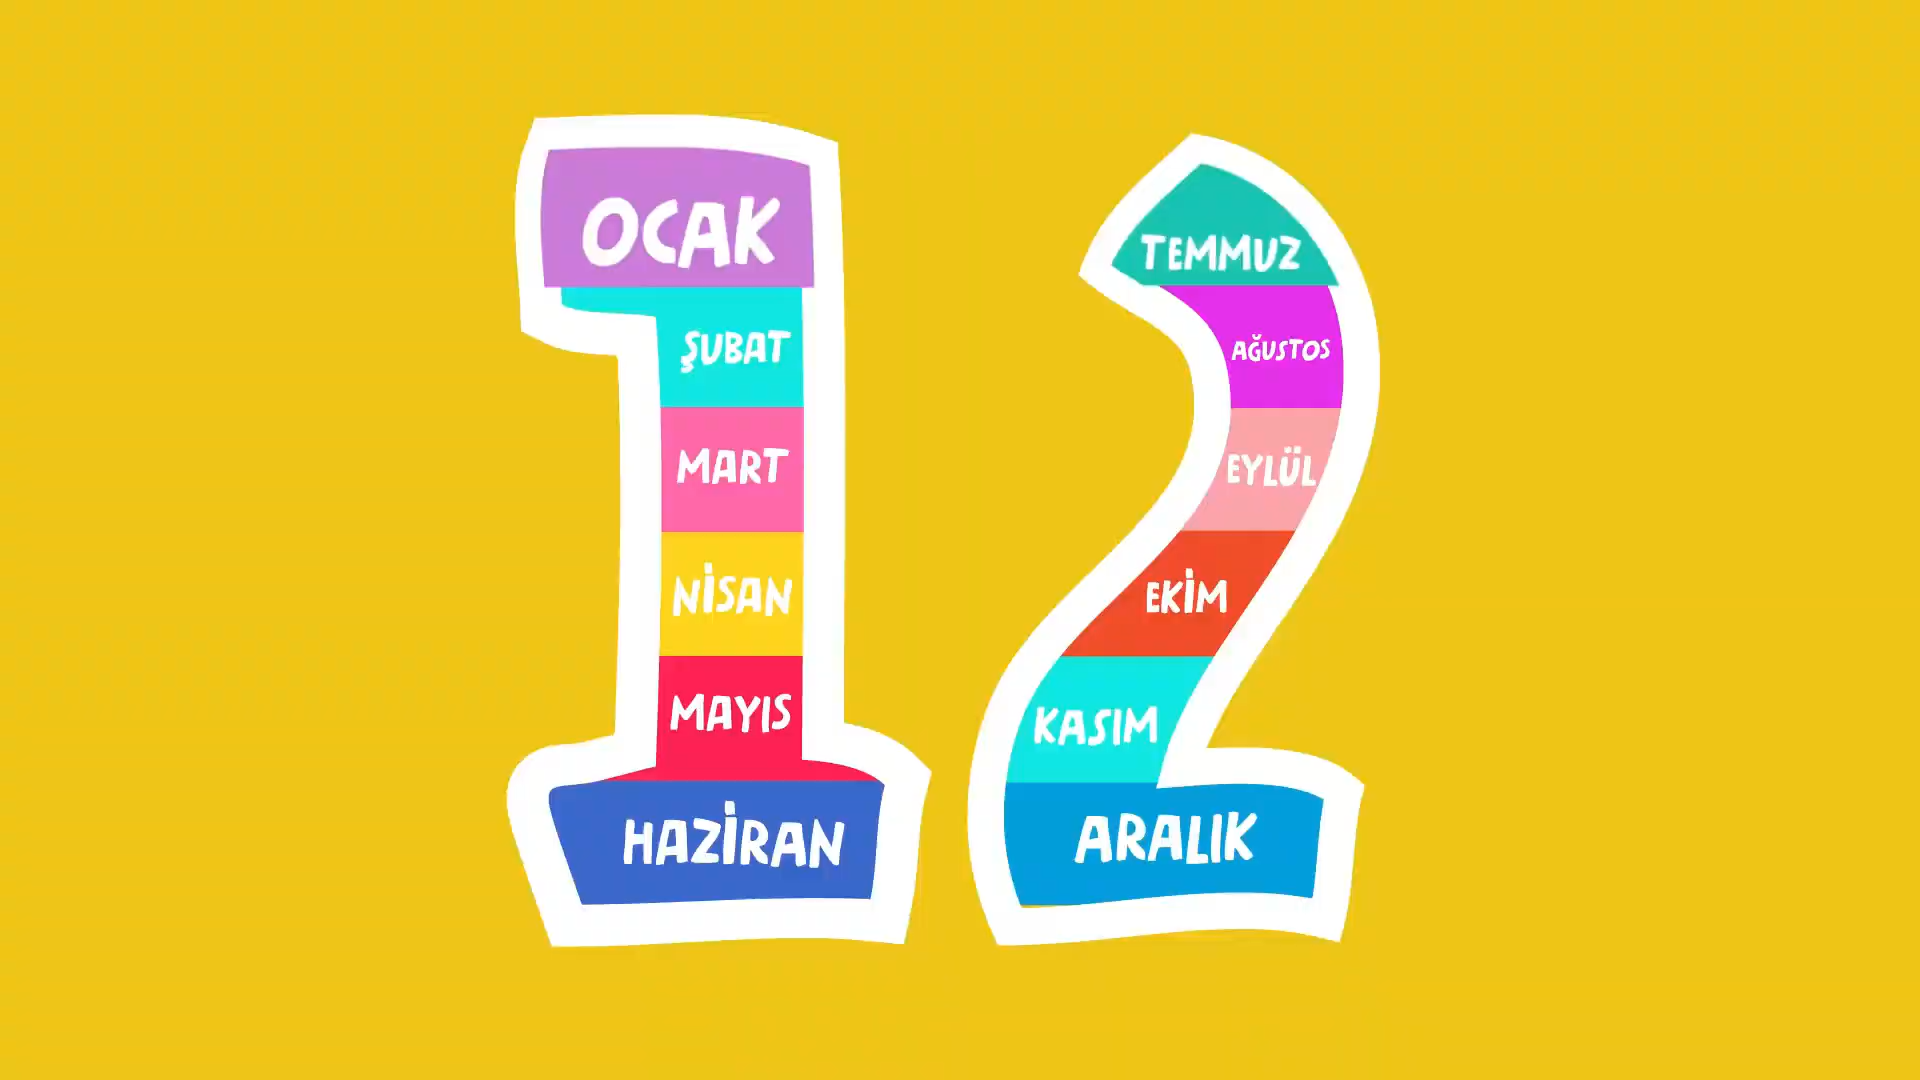 OCAK
ŞUBAT
MART
NİSAN
MAYIS
HAZİRAN
TEMMUZ
AĞUSTOS
EYLÜL
EKİM
KASIM
ARALIK